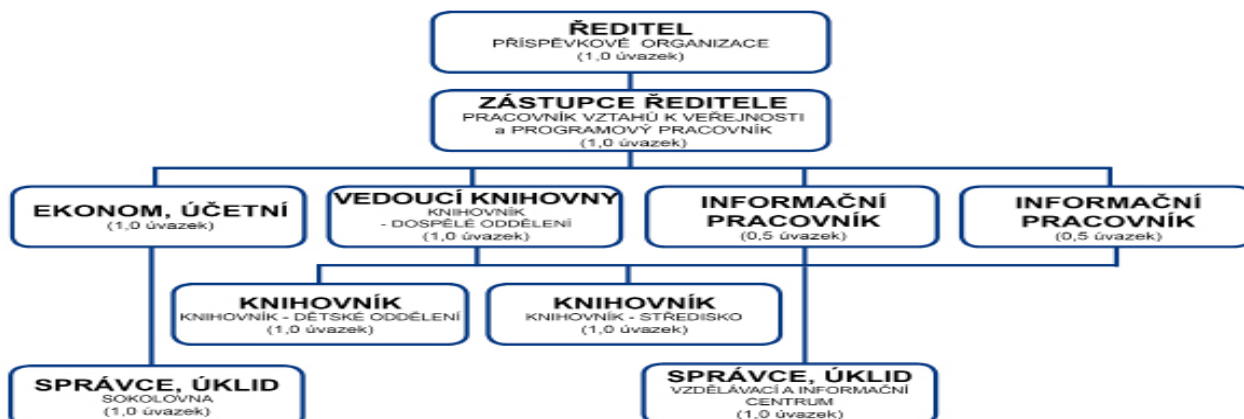 ŘEDITEL
PŘÍSPĚVKOVÉ ORGANIZACE
(1,0 úvazek)
ZÁSTUPCE ŘEDITELE
PRACOVNÍK VZTAHŮ K VEŘEJNOSTI
a PROGRAMOVÝ PRACOVNÍK
(1,0 úvazek)
EKONOM, ÚČETNÍ
(1,0 úvazek)
VEDOUCÍ KNIHOVNY
KNIHOVNÍK
- DOSPĚLÉ ODDĚLENÍ
(1,0 úvazek)
INFORMAČNÍ
PRACOVNÍK
(0,5 úvazek)
INFORMAČNÍ
PRACOVNÍK
(0,5 úvazek)
KNIHOVNÍK
KNIHOVNÍK - DĚTSKÉ ODDĚLENÍ
(1,0 úvazek)
KNIHOVNÍK
KNIHOVNÍK - STŘEDISKO
(1,0 úvazek)
SPRÁVCE, ÚKLID
SOKOLOVNA
(1,0 úvazek)
SPRÁVCE, ÚKLID
VZDĚLÁVACÍ A INFORMAČNÍ
CENTRUM
(1,0 úvazek)